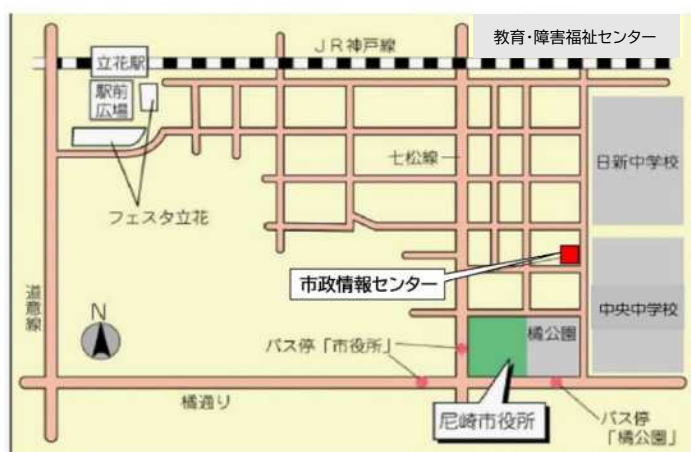 教育・障害福祉センター
JR神戸線
立花駅
駅前
広場
七松線
日新中学校
フェスタ立花
市政情報センター
道意線
N
中央中学校
橘公園
バス停「市役所」
橘通り
尼崎市役所
バス停
「橘公園」